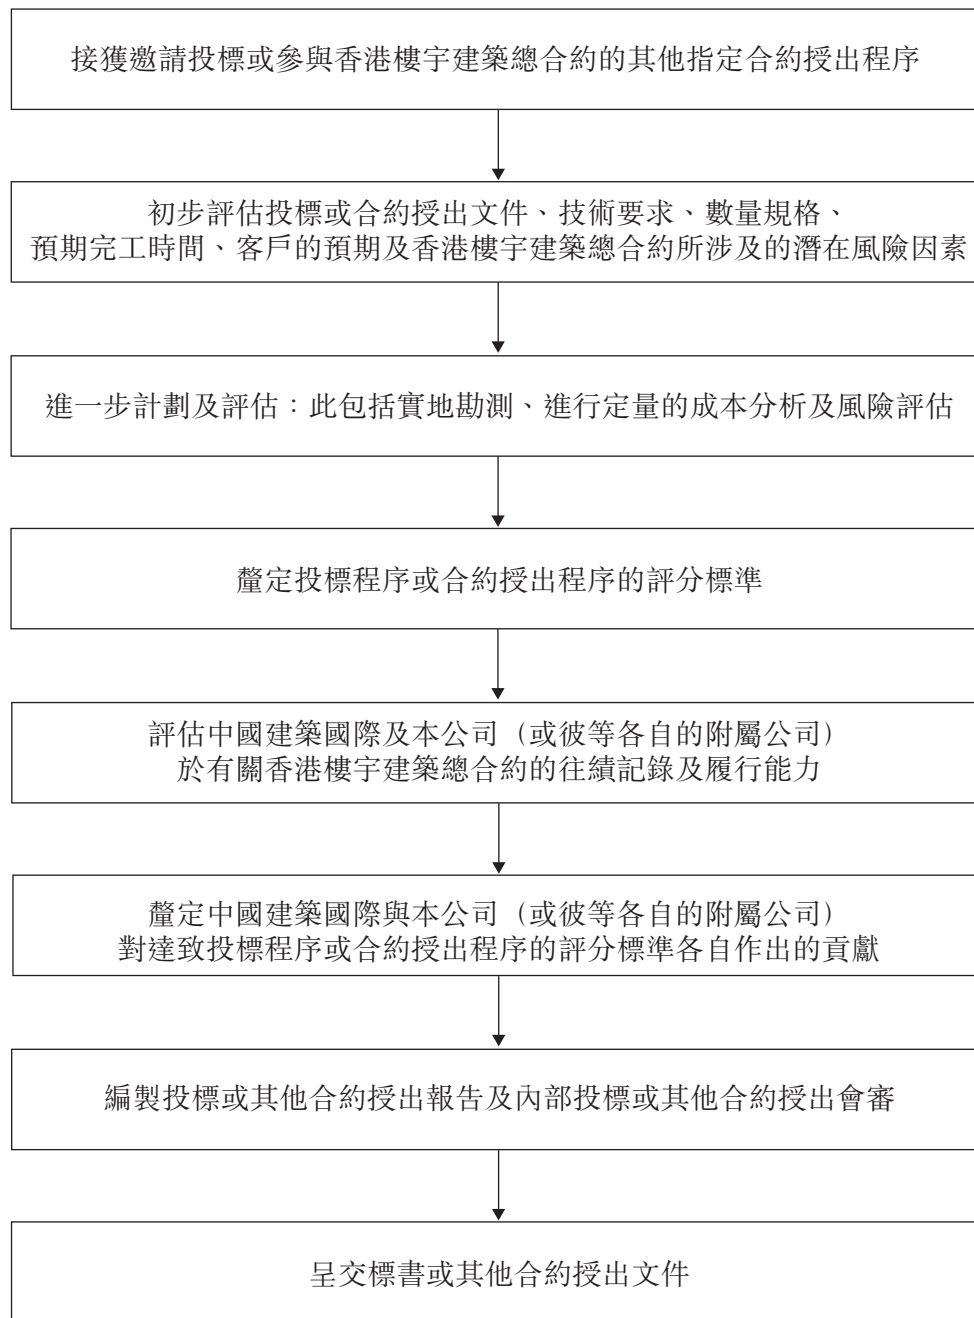 接獲邀請投標或參與香港樓宇建築總合約的其他指定合約授出程序
初步評估投標或合約授出文件、技術要求、數量規格、
預期完工時間、客戶的預期及香港樓宇建築總合約所涉及的潛在風險因素
進一步計劃及評估：此包括實地勘測、進行定量的成本分析及風險評估
釐定投標程序或合約授出程序的評分標準
評估中國建築國際及本公司（或彼等各自的附屬公司）
於有關香港樓宇建築總合約的往績記錄及履行能力
釐定中國建築國際與本公司（或彼等各自的附屬公司）
對達致投標程序或合約授出程序的評分標準各自作出的貢獻
編製投標或其他合約授出報告及內部投標或其他合約授出會審
呈交標書或其他合約授出文件